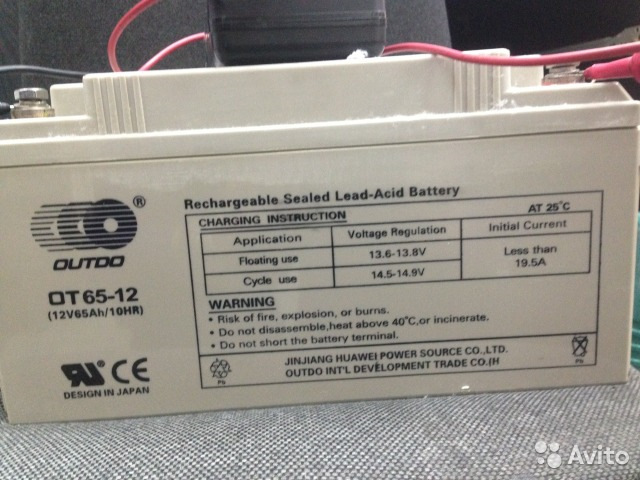 ®
OUTDO
OT 65-12
(12V65Ah/10HR)
DESIGN IN JAPAN
Rechargeable Sealed Lead-Acid Battery
CHARGING INSTRUCTION AT 25°C
Application Voltage Regulation Initial Current
Floating use 13.6-13.8V Less than 19.5A
Cycle use 14.5-14.9V
WARNING
• Risk of fire, explosion, or burns.
• Do not disassemble,heat above 40°C,or incinerate.
• Do not short the battery terminal.
Pb JINJIANG HUAWEI POWER SOURCE CO.,LTD. Pb
OUTDO INT'L DEVELOPMENT TRADE CO.(H
RU CE
Avito